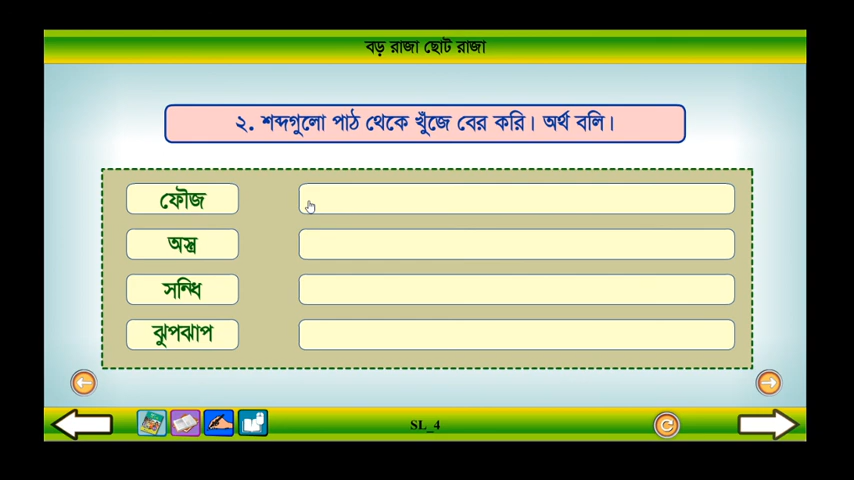 বড় রাজা ছোট রাজা
২. শব্দগুলো পাঠ থেকে খুঁজে বের করি। অর্থ বলি।
ফৌজ
অস্ত্র
সন্ধি
ঝুপঝাপ
SL_4